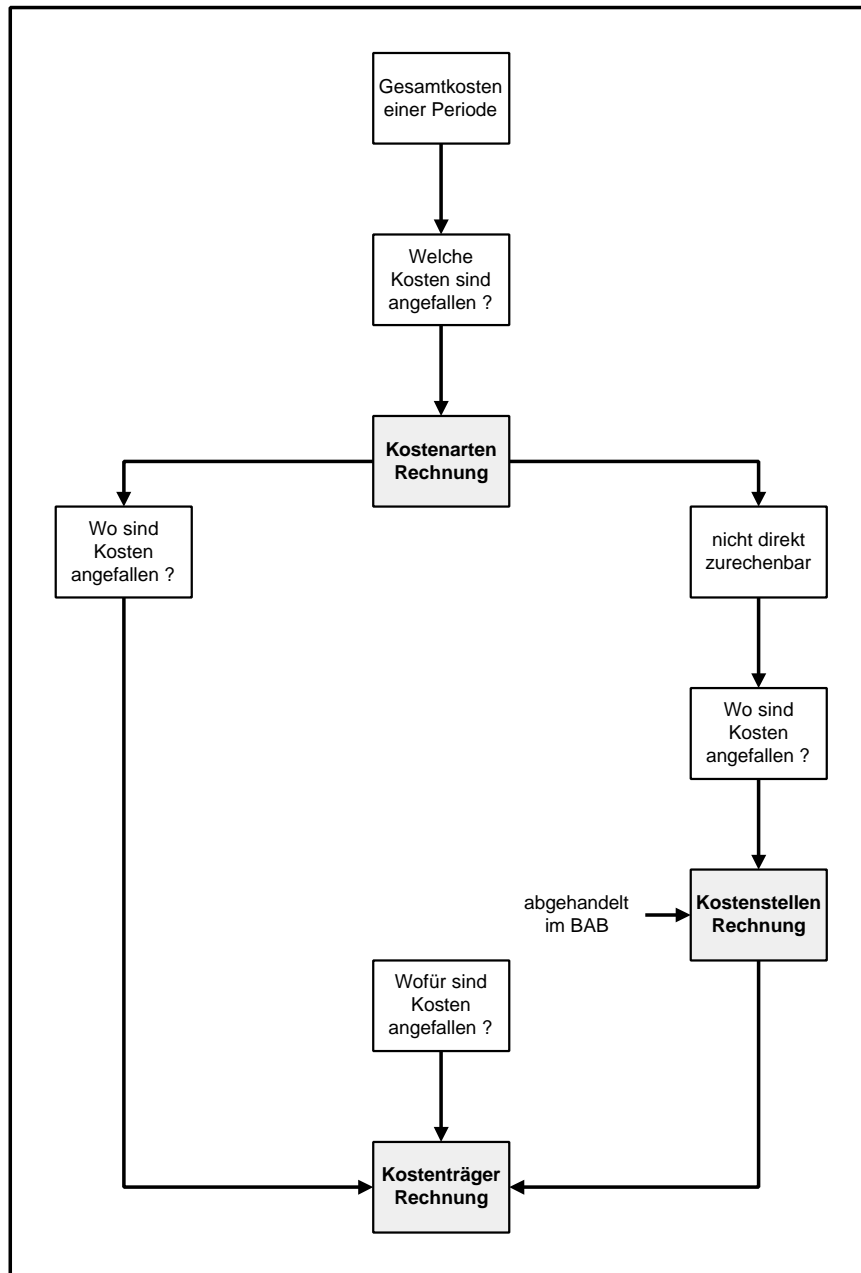 Gesamtkosten
einer Periode
Welche
Kosten sind
angefallen ?
Kostenarten
Rechnung
Wo sind
Kosten
angefallen ?
nicht direkt
zurechenbar
Wo sind
Kosten
angefallen ?
abgehandelt
im BAB
Kostenstellen
Rechnung
Wofür sind
Kosten
angefallen ?
Kostenträger
Rechnung